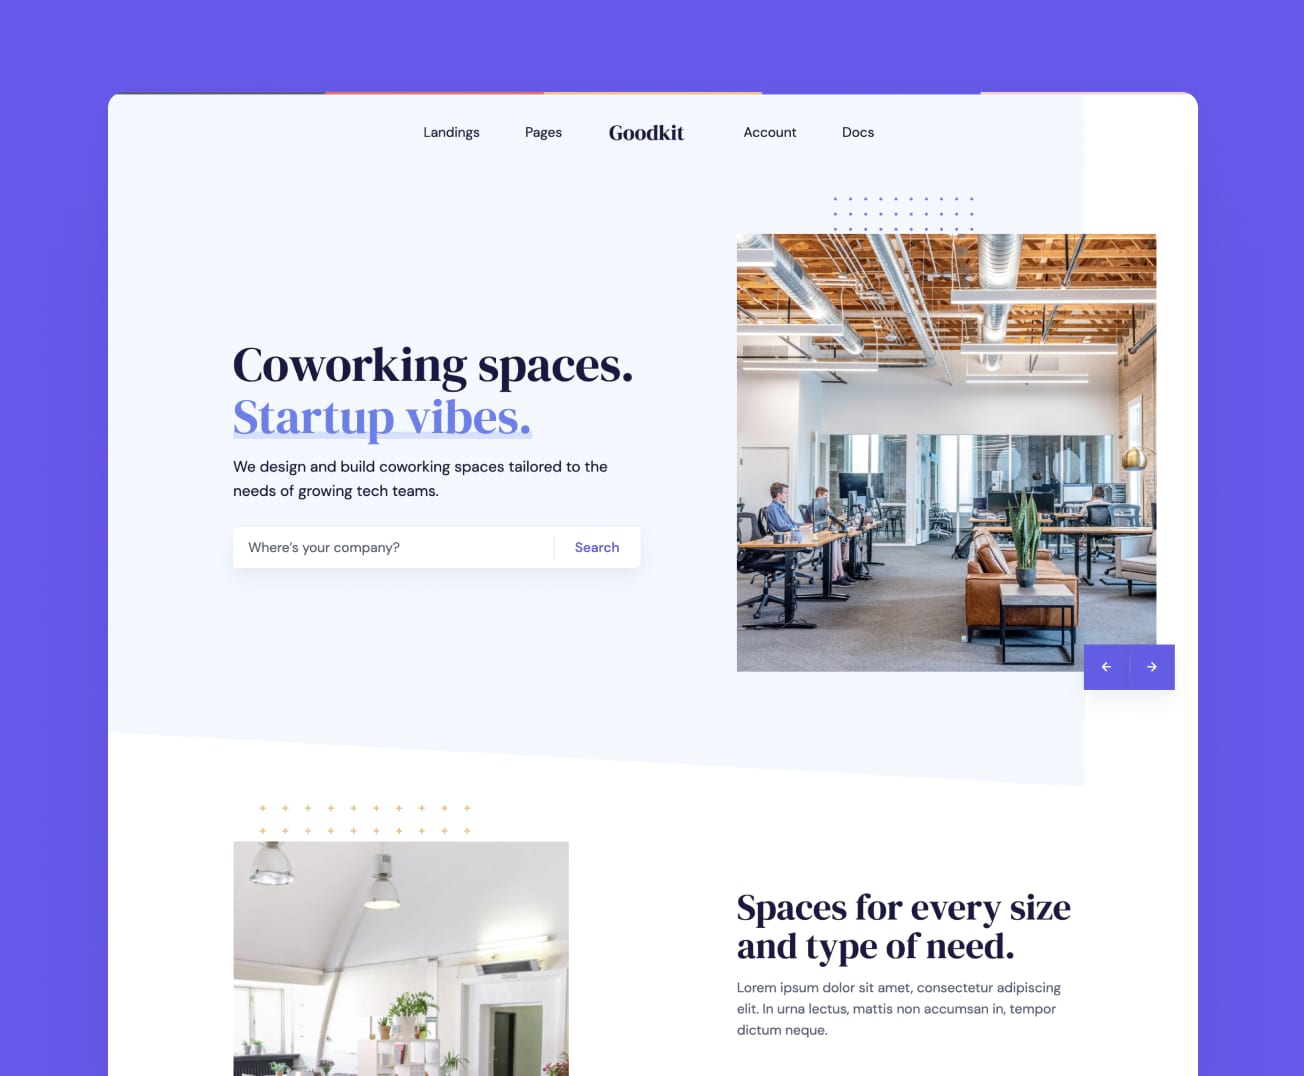 Landings Pages Goodkit Account Docs
Coworking spaces.
Startup vibes.
We design and build coworking spaces tailored to the
needs of growing tech teams.
Where’s your company? Search
Spaces for every size
and type of need.
Lorem ipsum dolor sit amet, consectetur adipiscing
elit. In urna lectus, mattis non accumsan in, tempor
dictum neque.